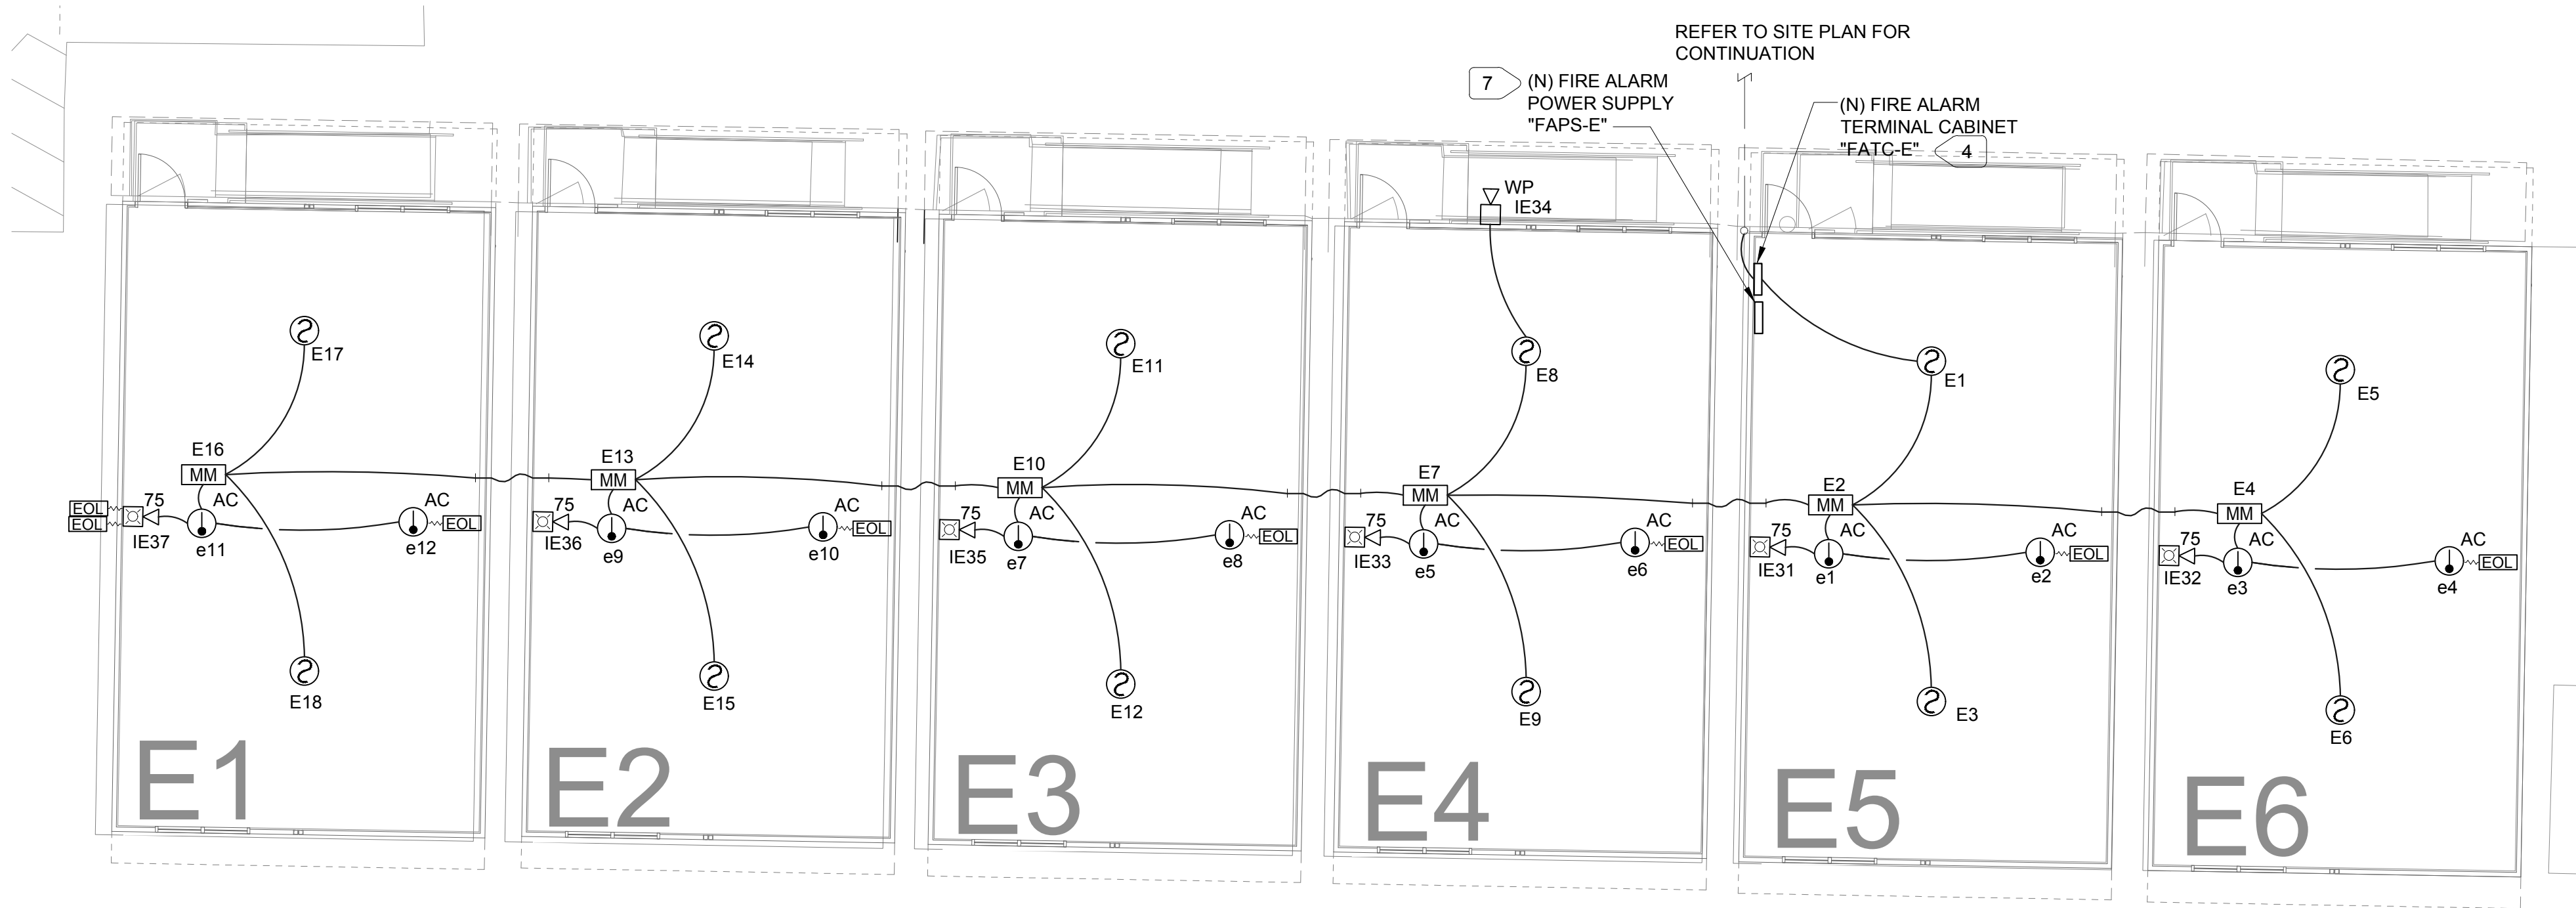 REFER TO SITE PLAN FOR
CONTINUATION
7
(N) FIRE ALARM
POWER SUPPLY
"FAPS-E"
(N) FIRE ALARM
TERMINAL CABINET
"FATC-E"
4
WP
IE34
E17
E16
MM
75
AC
AC
EOL
EOL
EOL
IE37
e11
e12
E18
E1
E14
E13
MM
75
AC
AC
EOL
IE36
e9
e10
E15
E2
E11
E10
MM
75
AC
AC
EOL
IE35
e7
e8
E12
E3
E8
E7
MM
75
AC
AC
EOL
IE33
e5
e6
E9
E4
E1
E2
MM
75
AC
AC
EOL
IE31
e1
e2
E3
E5
E5
E4
MM
75
AC
AC
EOL
IE32
e3
e4
E6
E6